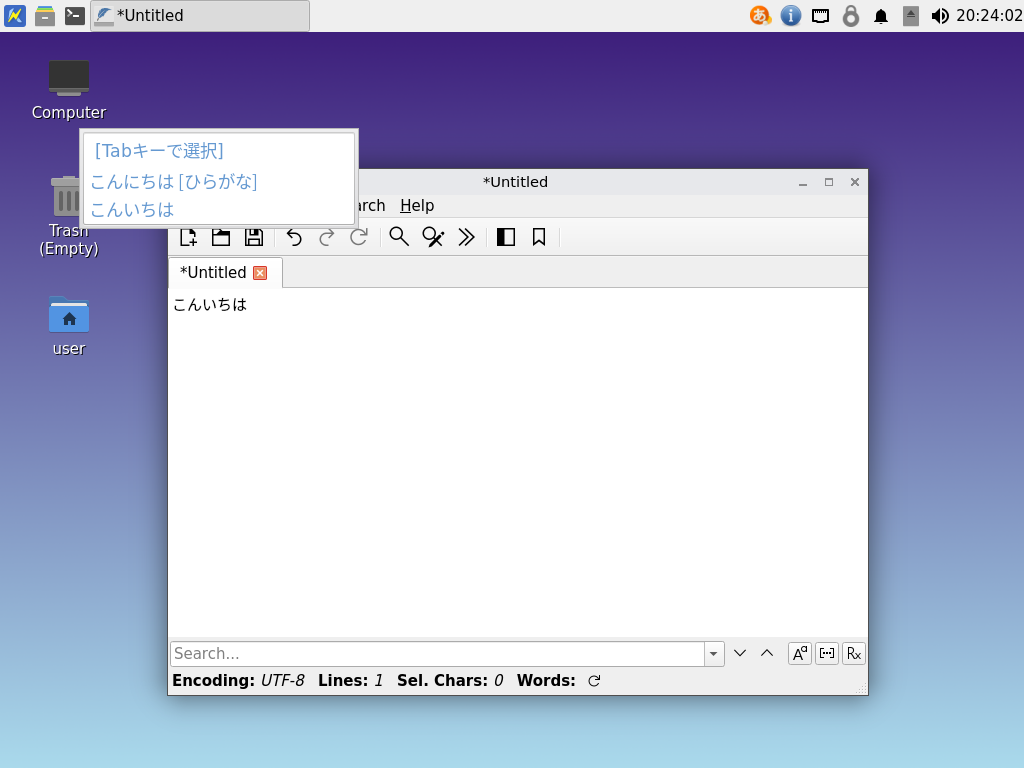 *Untitled
20:24:02
Computer
[Tabキーで選択]
こんにちは [ひらがな]
こんいちは
Trash
(Empty)
user
*Untitled
arch Help
*Untitled
こんいちは
Search...
Encoding: UTF-8 Lines: 1 Sel. Chars: 0 Words: